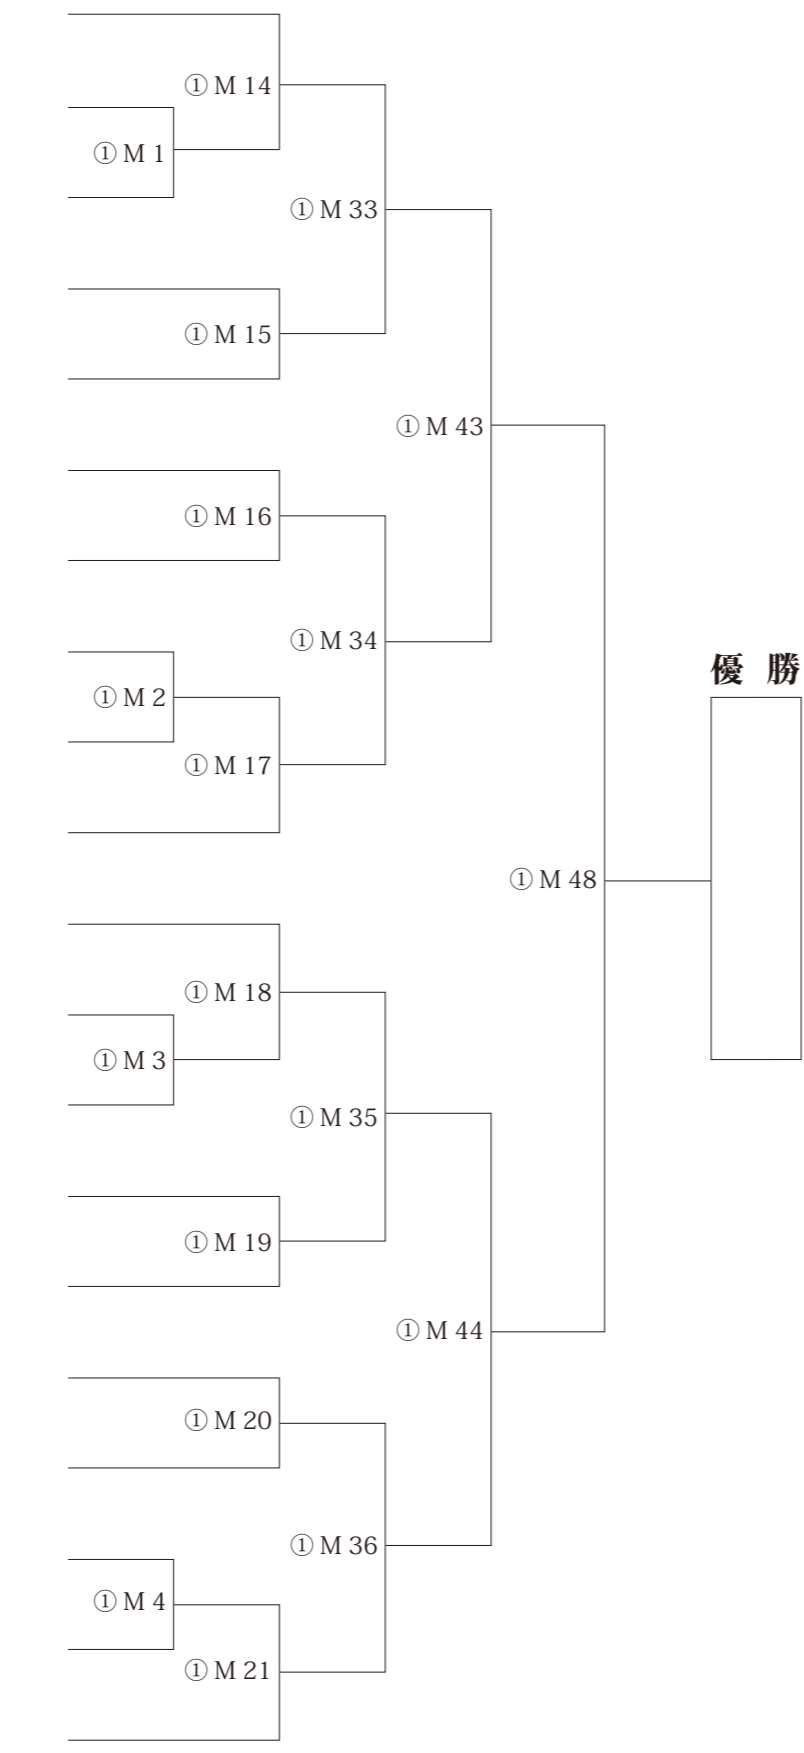 ① M 14
① M 1
① M 33
① M 15
① M 43
① M 16
① M 34
優 勝
① M 2
① M 17
① M 48
① M 18
① M 3
① M 35
① M 19
① M 44
① M 20
① M 36
① M 4
① M 21